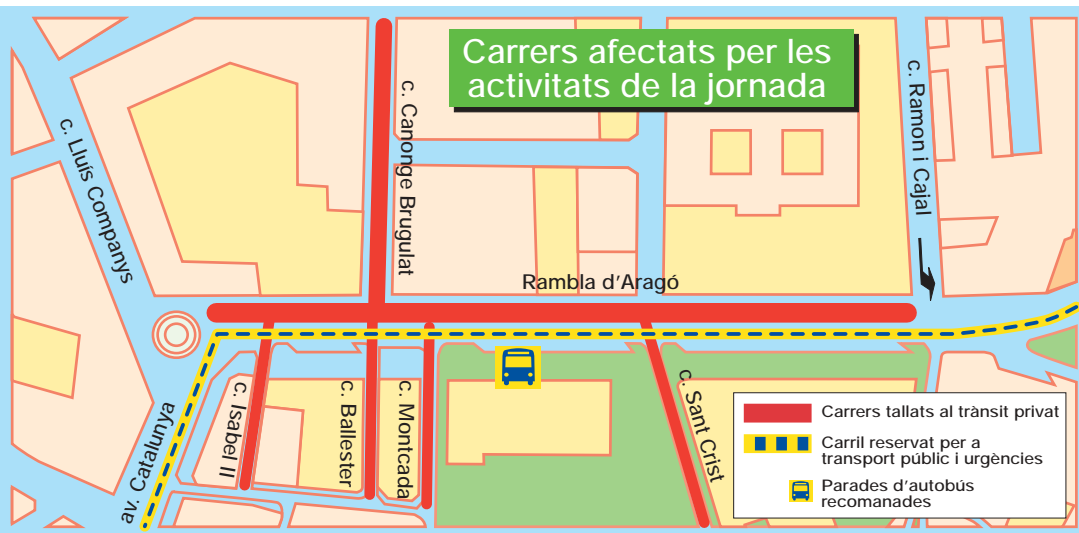 Carrers afectats per les
activitats de la jornada
c. Lluís Companys
c. Canonge Brugulat
c. Ramon i Cajal
Rambla d'Aragó
av. Catalunya
c. Isabel II
c. Ballester
c. Montcada
c. Sant Crist
Carrers tallats al trànsit privat
Carril reservat per a
transport públic i urgències
Parades d'autobús
recomanades